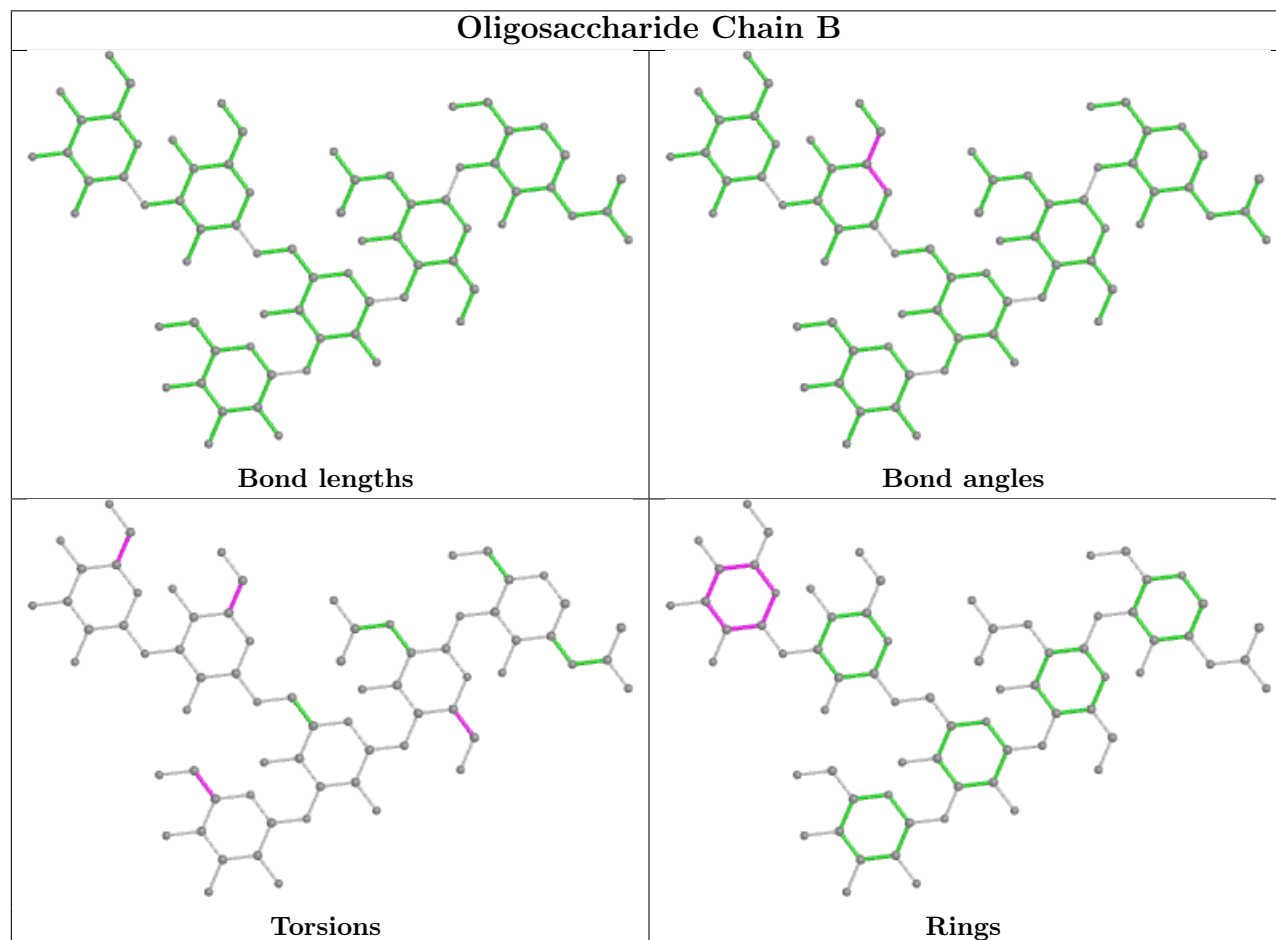 Oligosaccharide Chain B
Bond lengths
Bond angles
Torsions
Rings